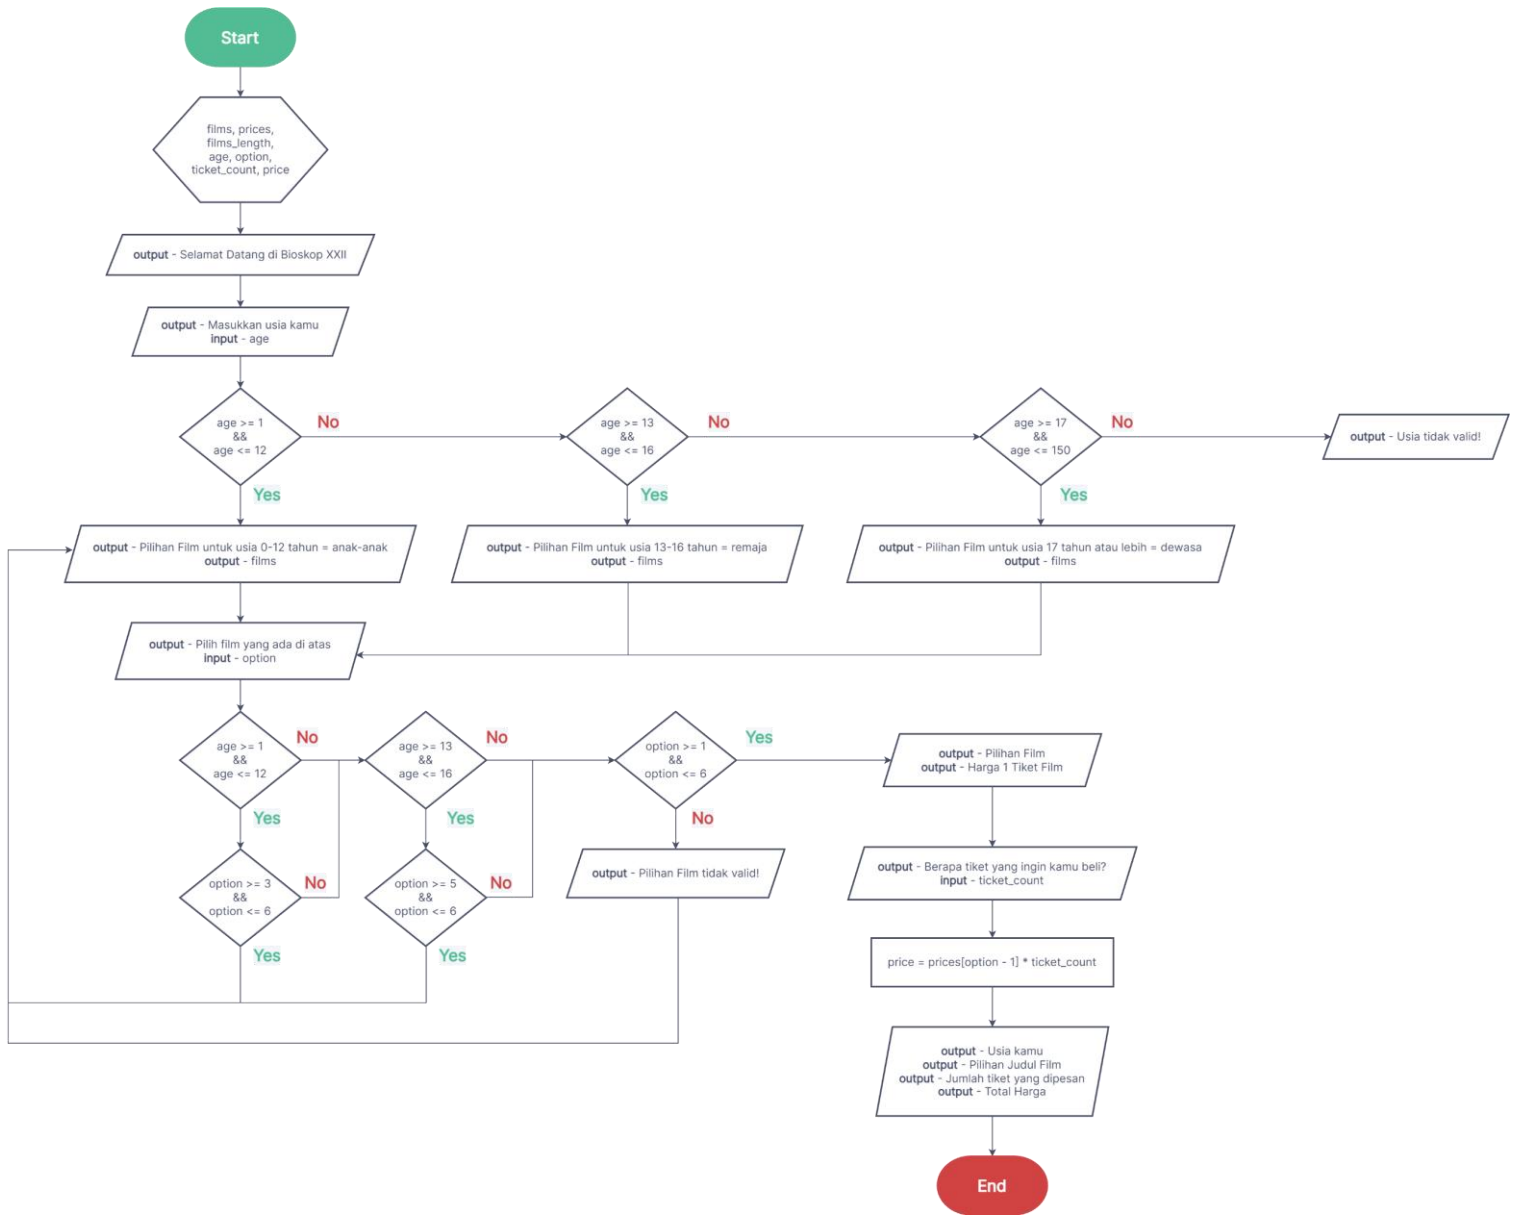 Start
films, prices,
films_length,
age, option,
ticket_count, price
output - Selamat Datang di Bioskop XXII
output - Masukkan usia kamu
input - age
age >= 1
&&
age <= 12
No
Yes
age >= 13
&&
age <= 16
No
Yes
age >= 17
&&
age <= 150
No
Yes
output - Usia tidak valid!
output - Pilihan Film untuk usia 0-12 tahun = anak-anak
output - films
output - Pilihan Film untuk usia 13-16 tahun = remaja
output - films
output - Pilihan Film untuk usia 17 tahun atau lebih = dewasa
output - films
output - Pilih film yang ada di atas
input - option
age >= 1
&&
age <= 12
No
Yes
age >= 13
&&
age <= 16
No
Yes
option >= 1
&&
option <= 6
Yes
No
output - Pilihan Film
output - Harga 1 Tiket Film
option >= 3
&&
option <= 6
No
Yes
option >= 5
&&
option <= 6
No
Yes
output - Pilihan Film tidak valid!
output - Berapa tiket yang ingin kamu beli?
input - ticket_count
price = prices[option - 1] * ticket_count
output - Usia kamu
output - Pilihan Judul Film
output - Jumlah tiket yang dipesan
output - Total Harga
End